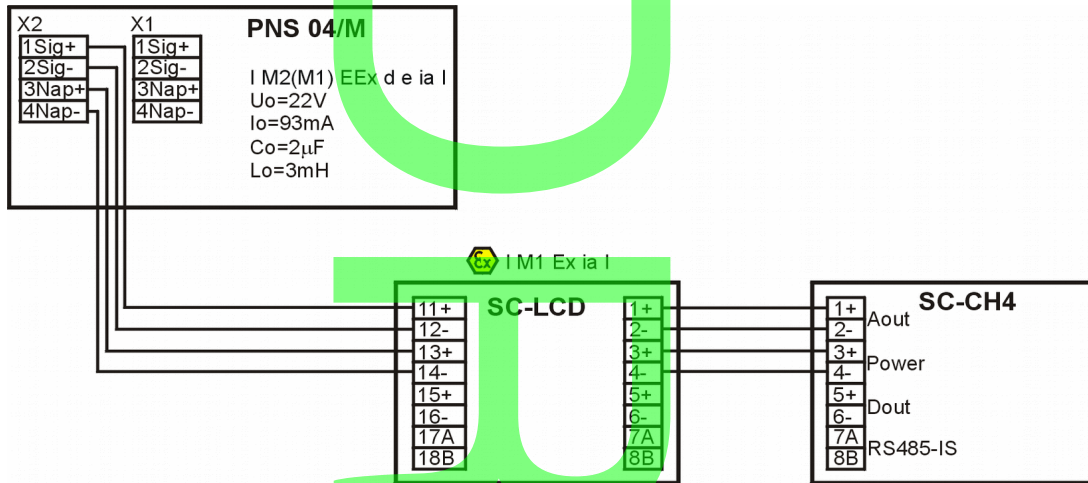 X2
X1
PNS 04/M
1Sig+
2Sig-
3Nap+
4Nap-
1Sig+
2Sig-
3Nap+
4Nap-
I M2(M1) EEx d e ia I
Uo=22V
Io=93mA
Co=2µF
Lo=3mH
I M1 Ex ia I
SC-LCD
11+
12-
13+
14-
15+
16-
17A
18B
1+
2-
3+
4-
5+
6-
7A
8B
SC-CH4
1+
2-
3+
4-
5+
6-
7A
8B
Aout
Power
Dout
RS485-IS